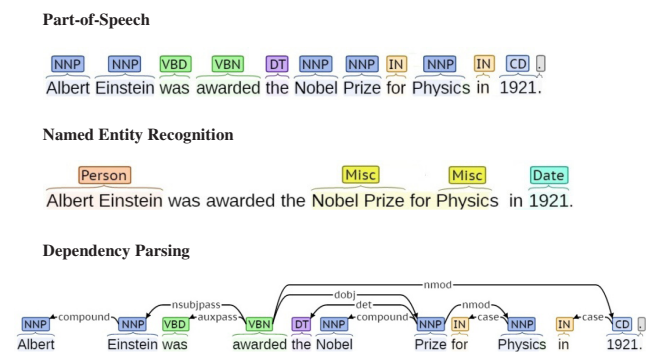 Part-of-Speech
NNP NNP VBD VBN DT NNP NNP IN NNP IN CD .
Albert Einstein was awarded the Nobel Prize for Physics in 1921.
Named Entity Recognition
Person Misc Misc Date
Albert Einstein was awarded the Nobel Prize for Physics in 1921.
Dependency Parsing
nmod
dobj
nsubjpass det nmod
compound auxpass compound case case
NNP NNP VBD VBN DT NNP NNP IN NNP IN CD .
Albert Einstein was awarded the Nobel Prize for Physics in 1921.